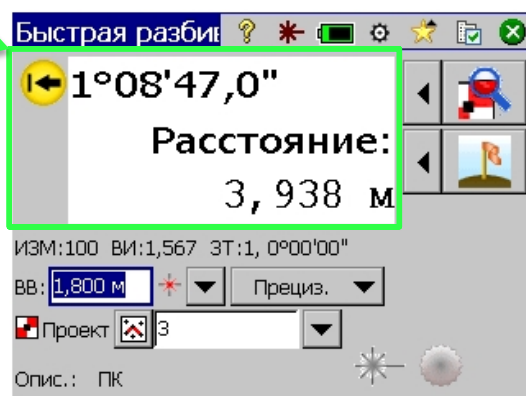 Быстрая разбив
1°08'47,0"
Расстояние:
3,938 м
ИЗМ:100 ВИ:1,567 ЗТ:1, 0°00'00"
ВВ: 1,800 м Прециз.
Проект 3
Опис.: ПК